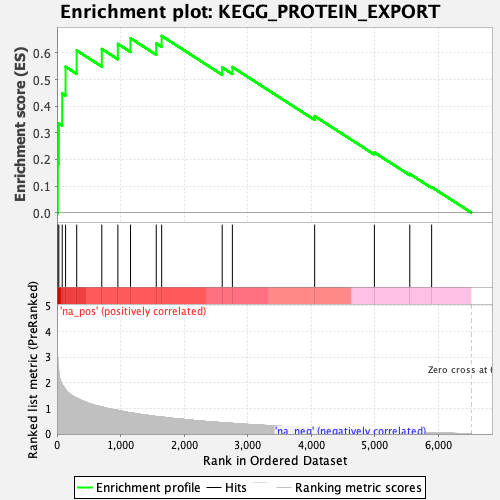 Enrichment plot: KEGG_PROTEIN_EXPORT
Enrichment score (ES)
0.6
0.5
0.4
0.3
0.2
0.1
0.0
'na_pos' (positively correlated)
Ranked list metric (PreRanked)
5
4
3
2
1
0
Zero cross at 6
'na_neg' (negatively correlated)
0 1,000 2,000 3,000 4,000 5,000 6,000
Rank in Ordered Dataset
Enrichment profile Hits Ranking metric scores